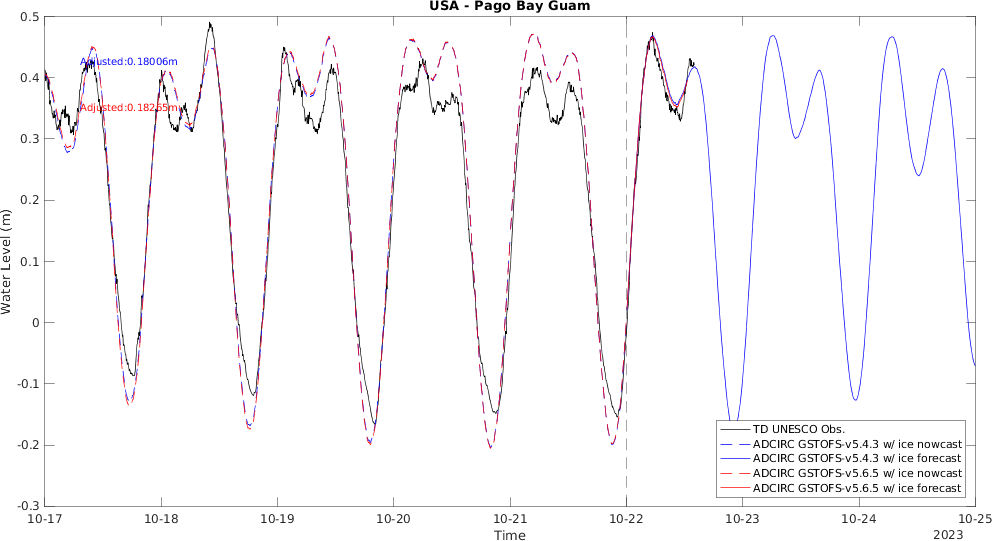 USA - Pago Bay Guam
0.5
0.4
0.3
0.2
0.1
0
-0.1
-0.2
-0.3
Water Level (m)
Adjusted:0.18006m
Adjusted:0.18265m
TD UNESCO Obs.
ADCIRC GSTOFS-v5.4.3 w/ ice nowcast
ADCIRC GSTOFS-v5.4.3 w/ ice forecast
ADCIRC GSTOFS-v5.6.5 w/ ice nowcast
ADCIRC GSTOFS-v5.6.5 w/ ice forecast
10-17 10-18 10-19 10-20 10-21 10-22 10-23 10-24 10-25
Time
2023